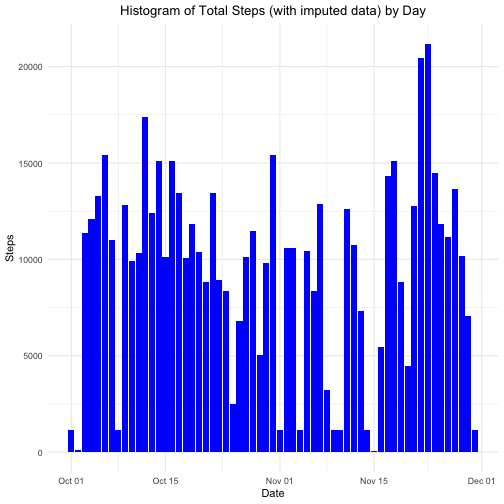 Histogram of Total Steps (with imputed data) by Day
Steps
20000
15000
10000
5000
0
Oct 01
Oct 15
Nov 01
Nov 15
Dec 01
Date